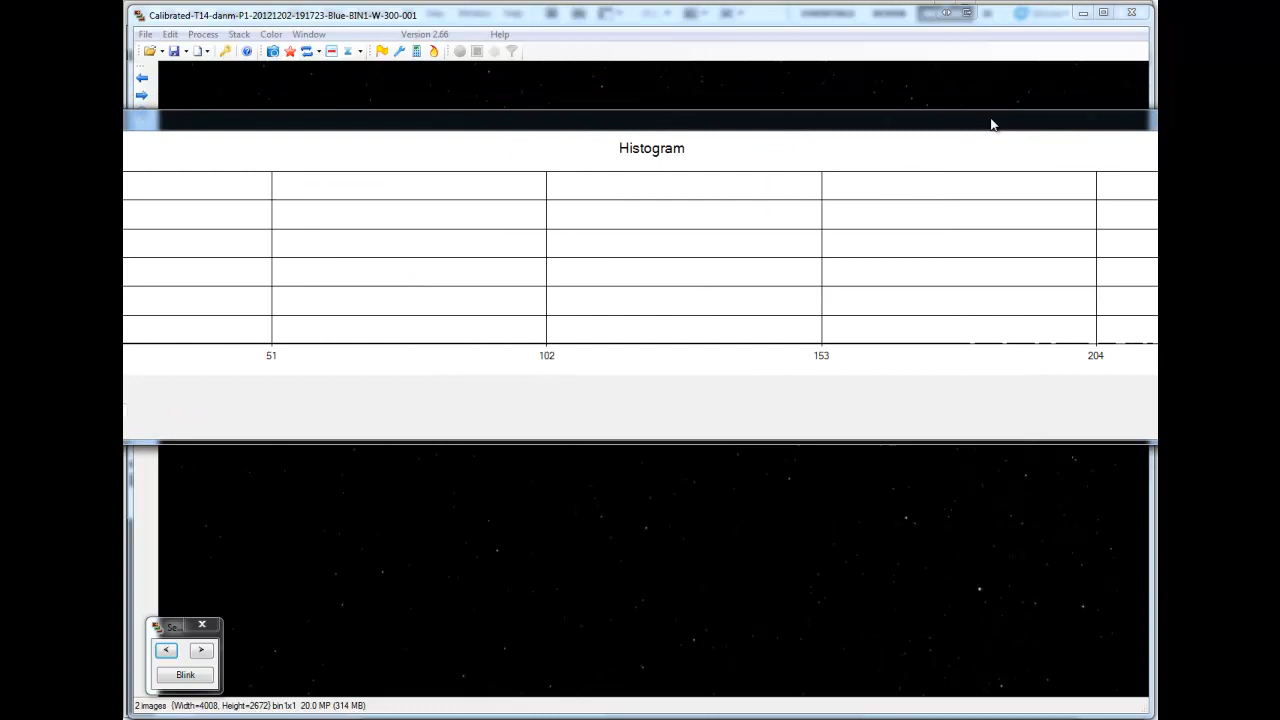 Calibrated-T14-danm-P1-20121202-191723-Blue-BIN1-W-300-001
File Edit Process Stack Color Window Version 2.66 Help
Histogram
51 102 153 204
Se...
< >
Blink
2 images {Width=4008, Height=2672} bin1x1 20.0 MP (314 MB)